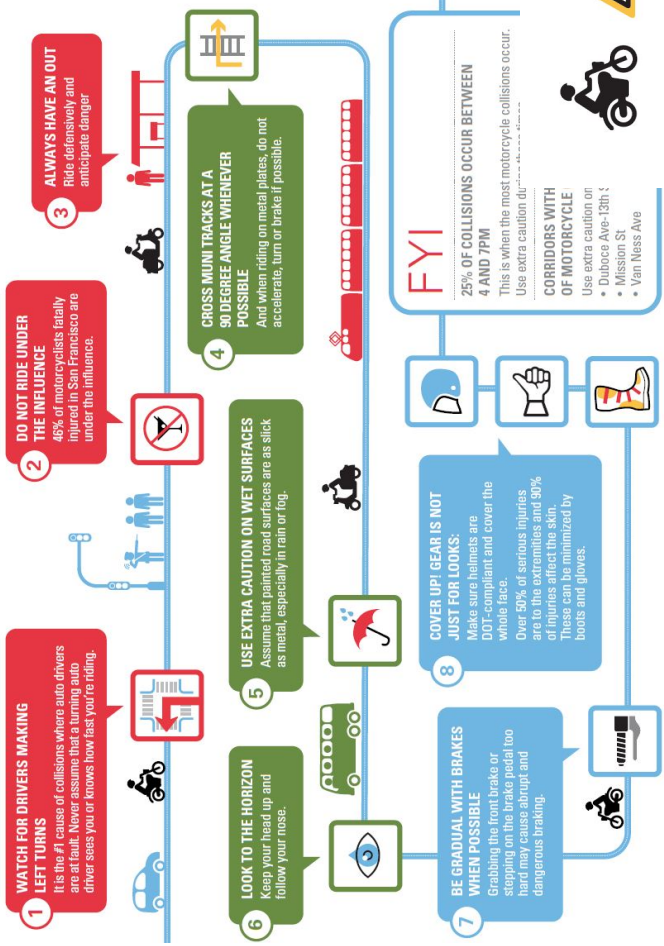 1
WATCH FOR DRIVERS MAKING
LEFT TURNS
It is the #1 cause of collisions where auto drivers
are at fault. Never assume that a turning auto
driver sees you or knows how fast you're riding.
2
DO NOT RIDE UNDER
THE INFLUENCE
46% of motorcyclists fatally
injured in San Francisco are
under the influence.
3
ALWAYS HAVE AN OUT
Ride defensively and
anticipate danger
4
CROSS MUNI TRACKS AT A
90 DEGREE ANGLE WHENEVER
POSSIBLE
And when riding on metal plates, do not
accelerate, turn or brake if possible.
5
USE EXTRA CAUTION ON WET SURFACES
Assume that painted road surfaces are as slick
as metal, especially in rain or fog.
6
LOOK TO THE HORIZON
Keep your head up and
follow your nose.
7
BE GRADUAL WITH BRAKES
WHEN POSSIBLE
Grabbing the front brake or
stepping on the brake pedal too
hard may cause abrupt and
dangerous braking.
8
COVER UP! GEAR IS NOT
JUST FOR LOOKS:
Make sure helmets are
DOT-compliant and cover the
whole face.
Over 50% of serious injuries
are to the extremities and 90%
of injuries affect the skin.
These can be minimized by
boots and gloves.
FYI
25% OF COLLISIONS OCCUR BETWEEN
4 AND 7PM
This is when the most motorcycle collisions occur.
Use extra caution
CORRIDORS WITH
OF MOTORCYCLE
Use extra caution on
• Duboce Ave-13th
• Mission St
• Van Ness Ave